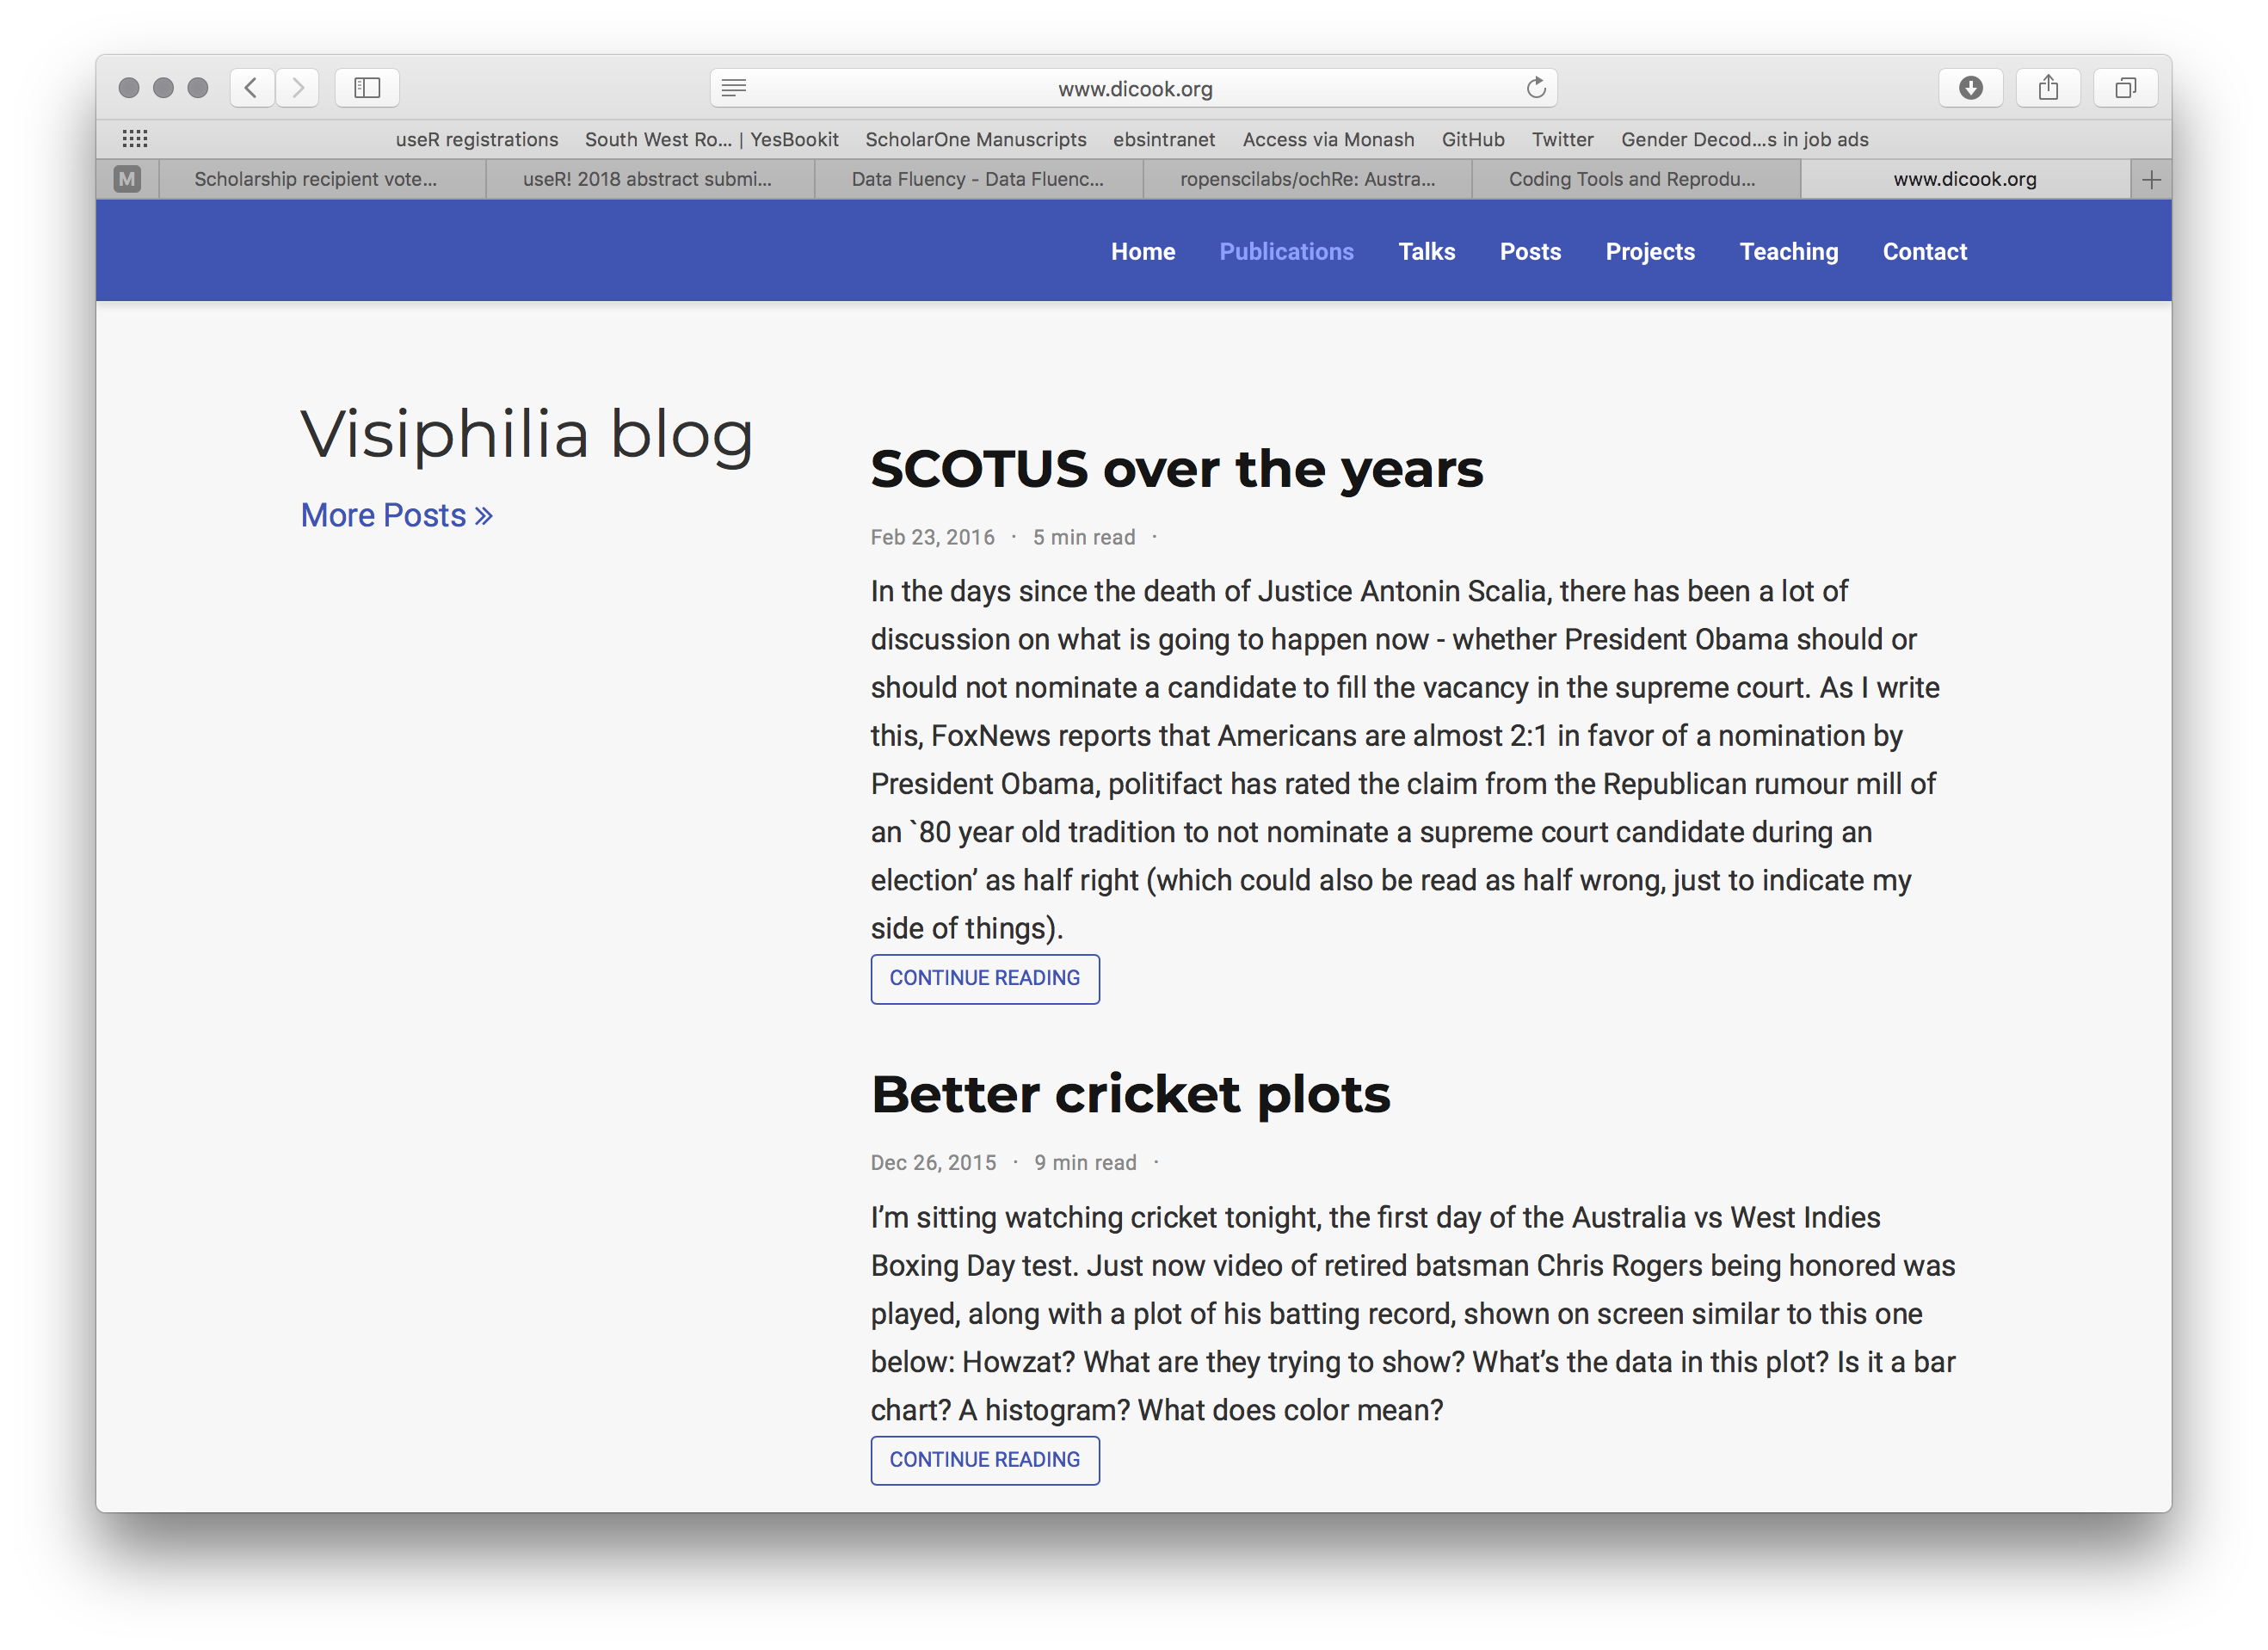 www.dicook.org
useR registrations South West Ro... | YesBookit ScholarOne Manuscripts ebsintranet Access via Monash GitHub Twitter Gender Decod...s in job ads
M Scholarship recipient vote... useR! 2018 abstract submi... Data Fluency - Data Fluenc... ropenscilabs/ochRe: Austra... Coding Tools and Reprodu... www.dicook.org
Home Publications Talks Posts Projects Teaching Contact
Visiphilia blog
More Posts »
SCOTUS over the years
Feb 23, 2016 · 5 min read ·
In the days since the death of Justice Antonin Scalia, there has been a lot of
discussion on what is going to happen now - whether President Obama should or
should not nominate a candidate to fill the vacancy in the supreme court. As I write
this, FoxNews reports that Americans are almost 2:1 in favor of a nomination by
President Obama, politifact has rated the claim from the Republican rumour mill of
an `80 year old tradition to not nominate a supreme court candidate during an
election’ as half right (which could also be read as half wrong, just to indicate my
side of things).
CONTINUE READING
Better cricket plots
Dec 26, 2015 · 9 min read ·
I’m sitting watching cricket tonight, the first day of the Australia vs West Indies
Boxing Day test. Just now video of retired batsman Chris Rogers being honored was
played, along with a plot of his batting record, shown on screen similar to this one
below: Howzat? What are they trying to show? What’s the data in this plot? Is it a bar
chart? A histogram? What does color mean?
CONTINUE READING